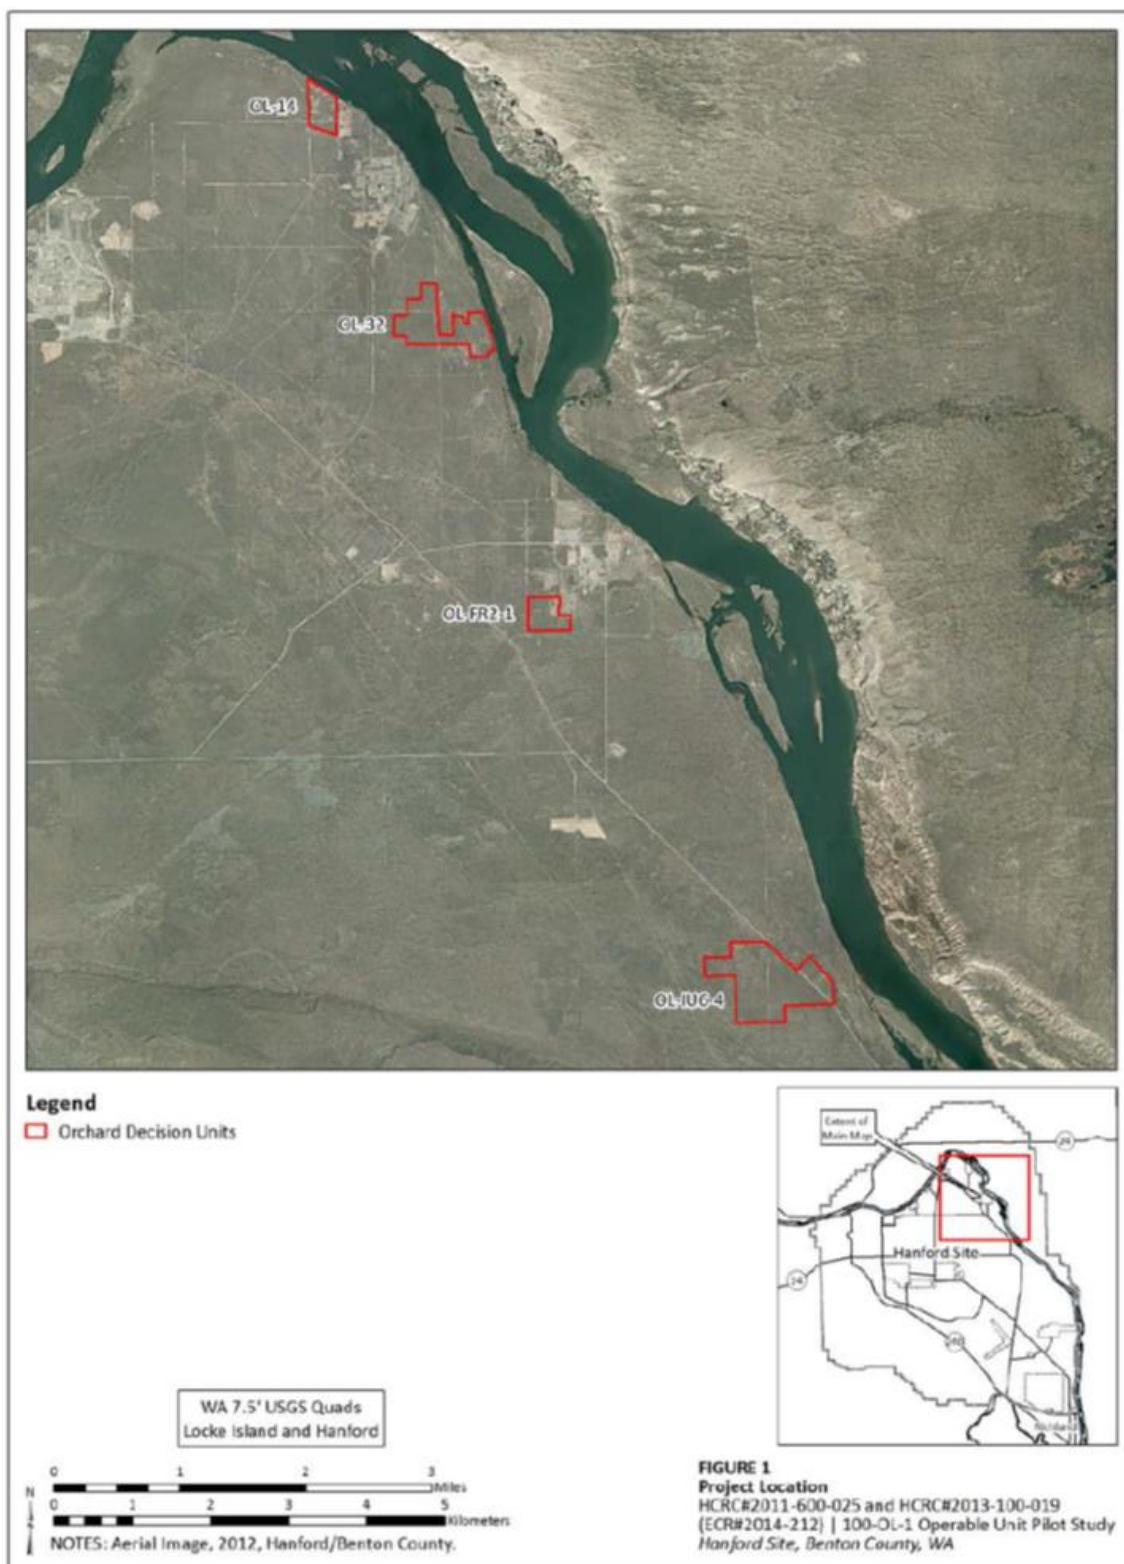 OL-14
OL-32
OL-FR2-1
OL-IU6-4
Legend
Orchard Decision Units
Extent of
Main Map
24
Hanford Site
24
240
Richland
WA 7.5' USGS Quads
Locke Island and Hanford
0 1 2 3
Miles
N
0 1 2 3 4 5
Kilometers
NOTES: Aerial Image, 2012, Hanford/Benton County.
FIGURE 1
Project Location
HCRC#2011-600-025 and HCRC#2013-100-019
(ECR#2014-212) | 100-OL-1 Operable Unit Pilot Study
Hanford Site, Benton County, WA